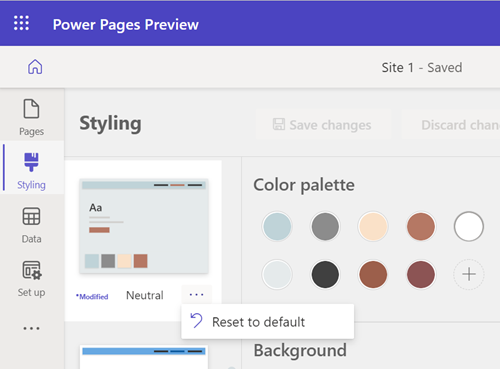 Power Pages Preview
Site 1 - Saved
Pages
Styling
Data
Set up
Styling
Save changes
Discard chan
Aa
*Modified Neutral ...
Reset to default
Color palette
Background